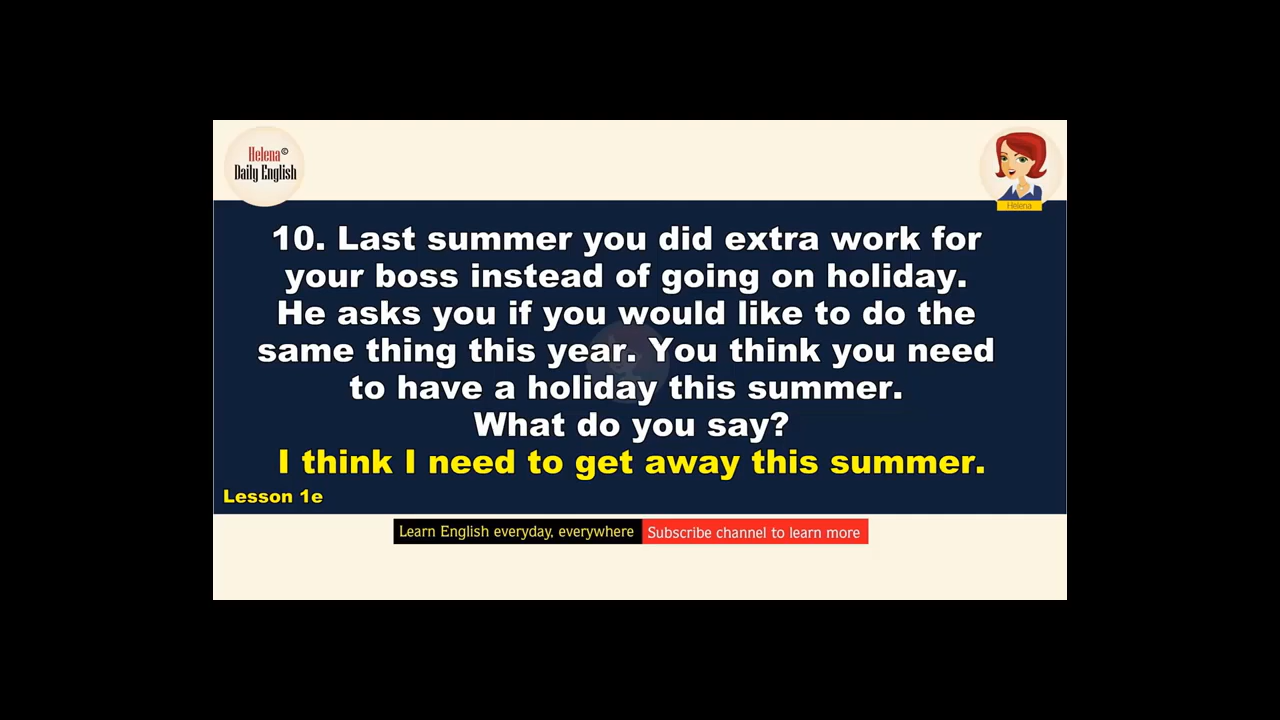 Helena©
Daily English
Helena
10. Last summer you did extra work for
your boss instead of going on holiday.
He asks you if you would like to do the
same thing this year. You think you need
to have a holiday this summer.
What do you say?
I think I need to get away this summer.
Lesson 1e
Learn English everyday, everywhere
Subscribe channel to learn more